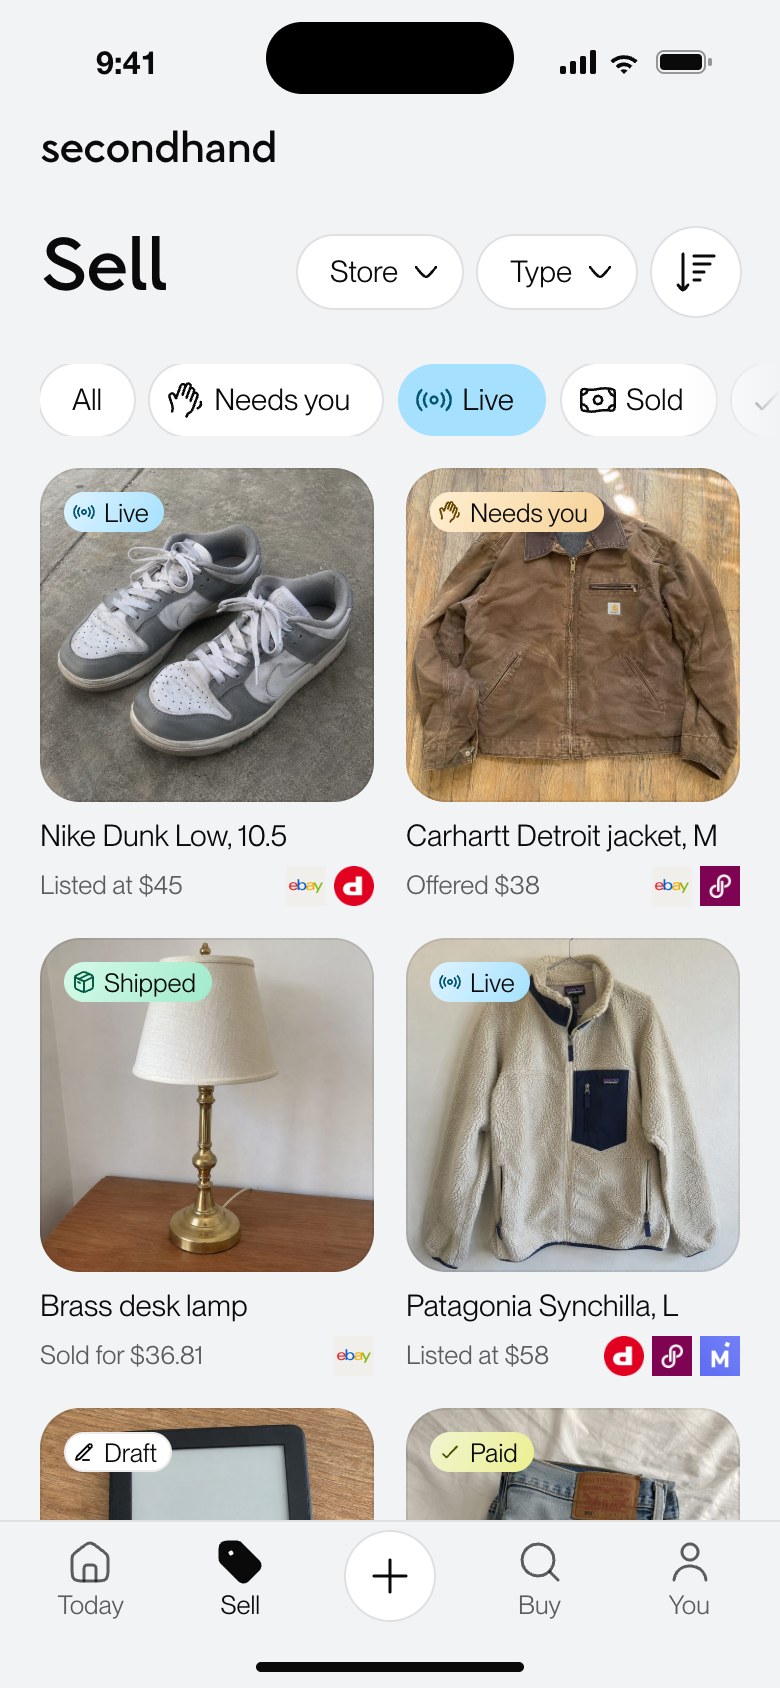 9:41
secondhand
Sell
Store
Type
All
Needs you
Live
Sold
Live
Needs you
Nike Dunk Low, 10.5
Carhartt Detroit jacket, M
Listed at $45
ebay
d
Offered $38
ebay
Shipped
Live
Brass desk lamp
Patagonia Synchilla, L
Sold for $36.81
ebay
Listed at $58
d
M
Draft
Paid
Today
Sell
Buy
You